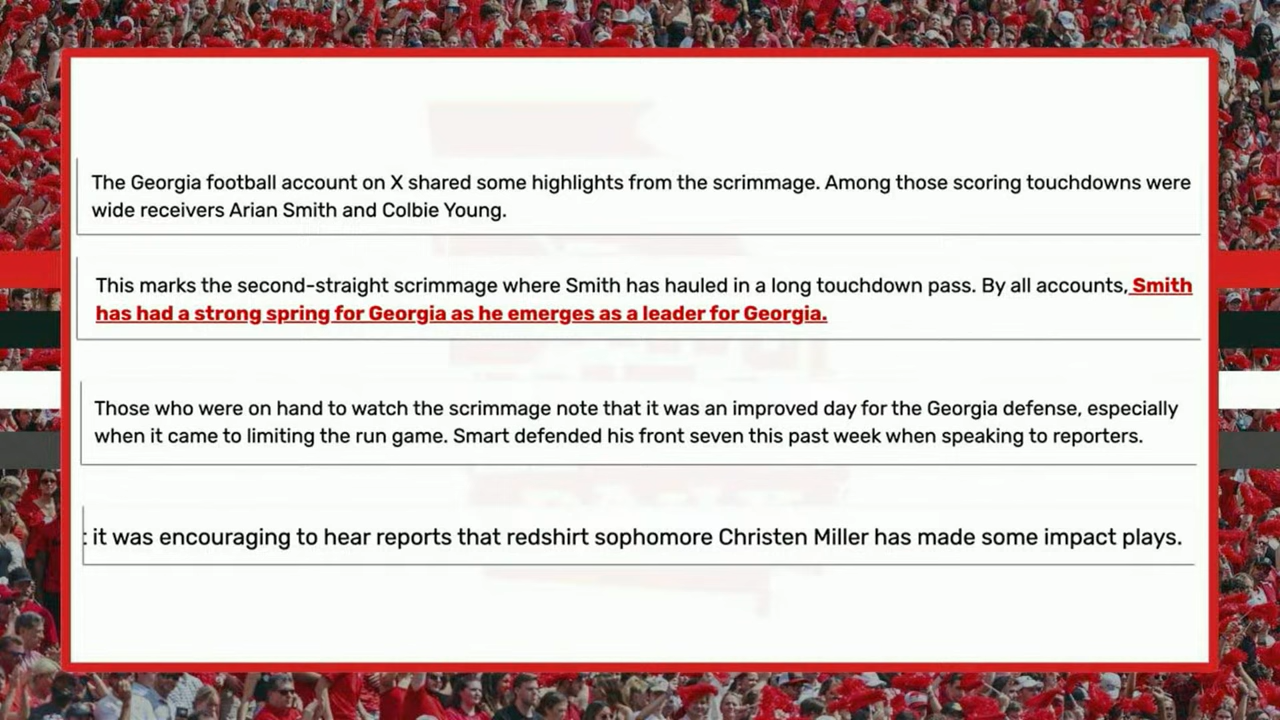 The Georgia football account on X shared some highlights from the scrimmage. Among those scoring touchdowns were
wide receivers Arian Smith and Colbie Young.
This marks the second-straight scrimmage where Smith has hauled in a long touchdown pass. By all accounts, Smith
has had a strong spring for Georgia as he emerges as a leader for Georgia.
Those who were on hand to watch the scrimmage note that it was an improved day for the Georgia defense, especially
when it came to limiting the run game. Smart defended his front seven this past week when speaking to reporters.
: it was encouraging to hear reports that redshirt sophomore Christen Miller has made some impact plays.